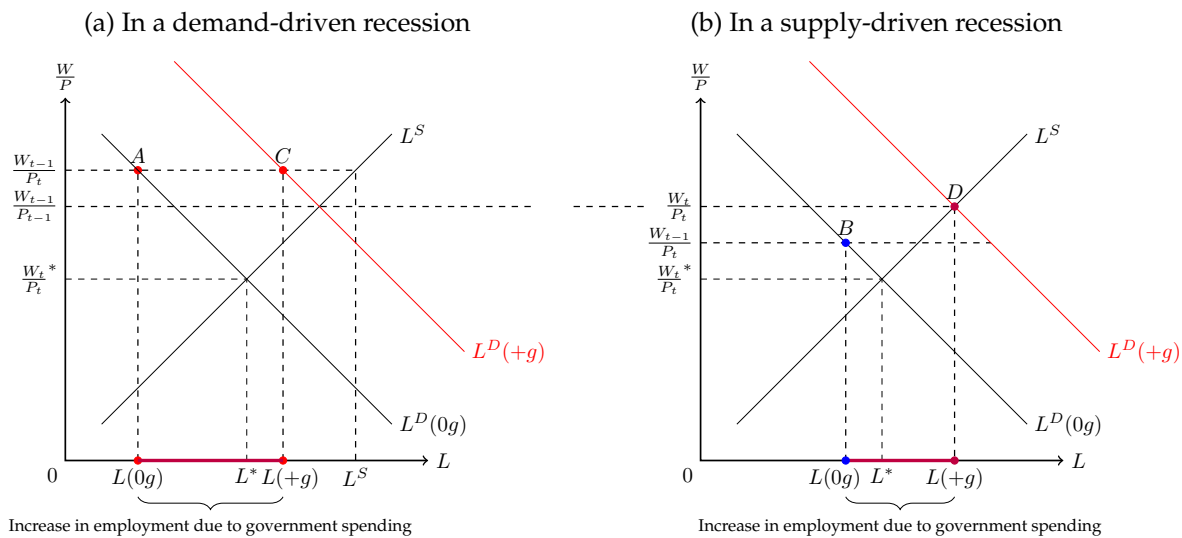 (a) In a demand-driven recession
W/P
L^S
A
C
W_{t−1}/P_t
W_{t−1}/P_{t−1}
W_t^*/P_t
L^D(+g)
L^D(0g)
0
L(0g)
L*
L(+g)
L^S
L
Increase in employment due to government spending
(b) In a supply-driven recession
W/P
L^S
D
W_t/P_t
B
W_{t−1}/P_t
W_t^*/P_t
L^D(+g)
L^D(0g)
0
L(0g)
L*
L(+g)
L
Increase in employment due to government spending